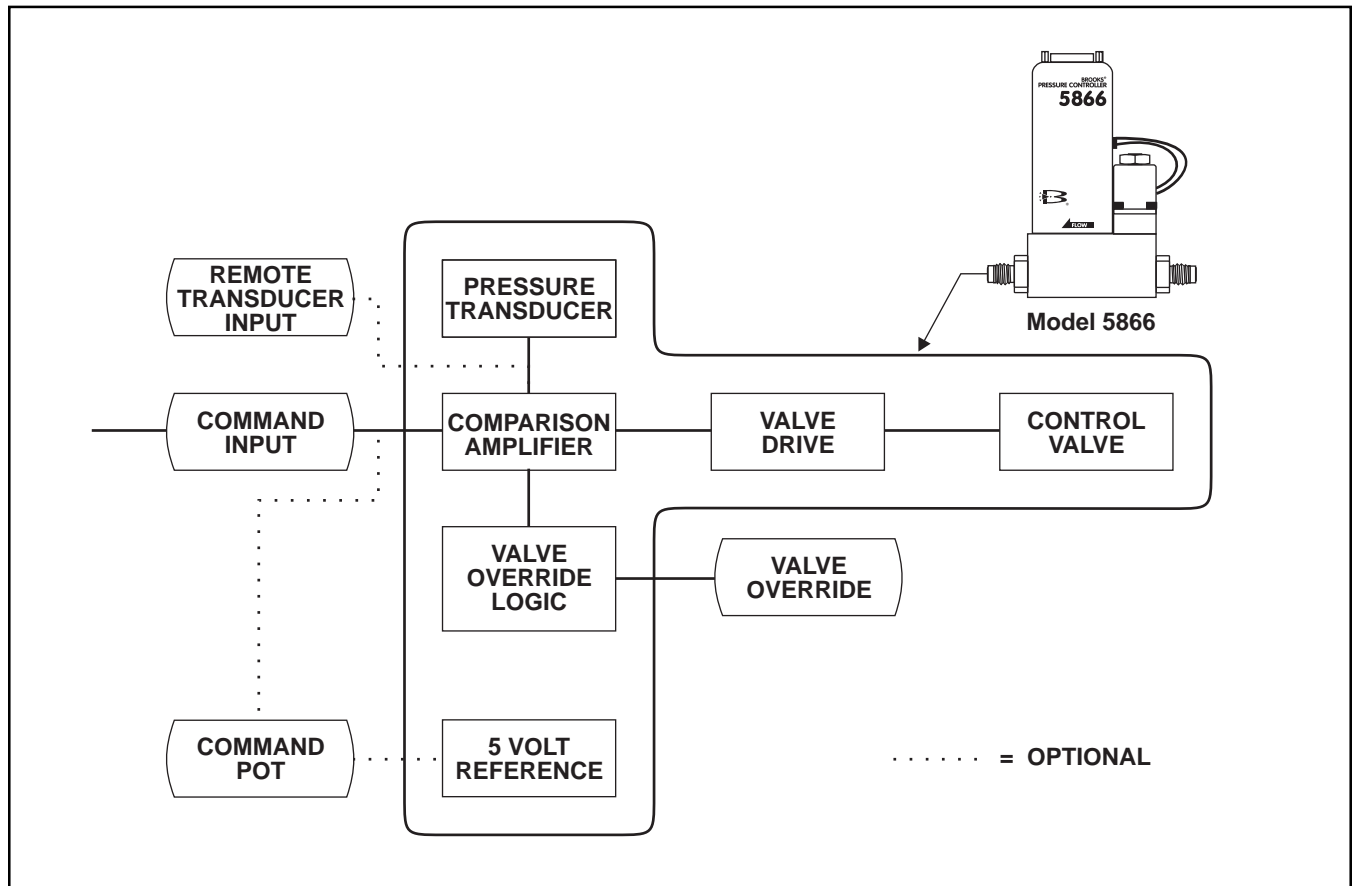 BROOKS®
PRESSURE CONTROLLER
5866
®
FLOW
Model 5866
REMOTE
TRANSDUCER
INPUT
PRESSURE
TRANSDUCER
COMMAND
INPUT
COMPARISON
AMPLIFIER
VALVE
DRIVE
CONTROL
VALVE
VALVE
OVERRIDE
LOGIC
VALVE
OVERRIDE
COMMAND
POT
5 VOLT
REFERENCE
= OPTIONAL